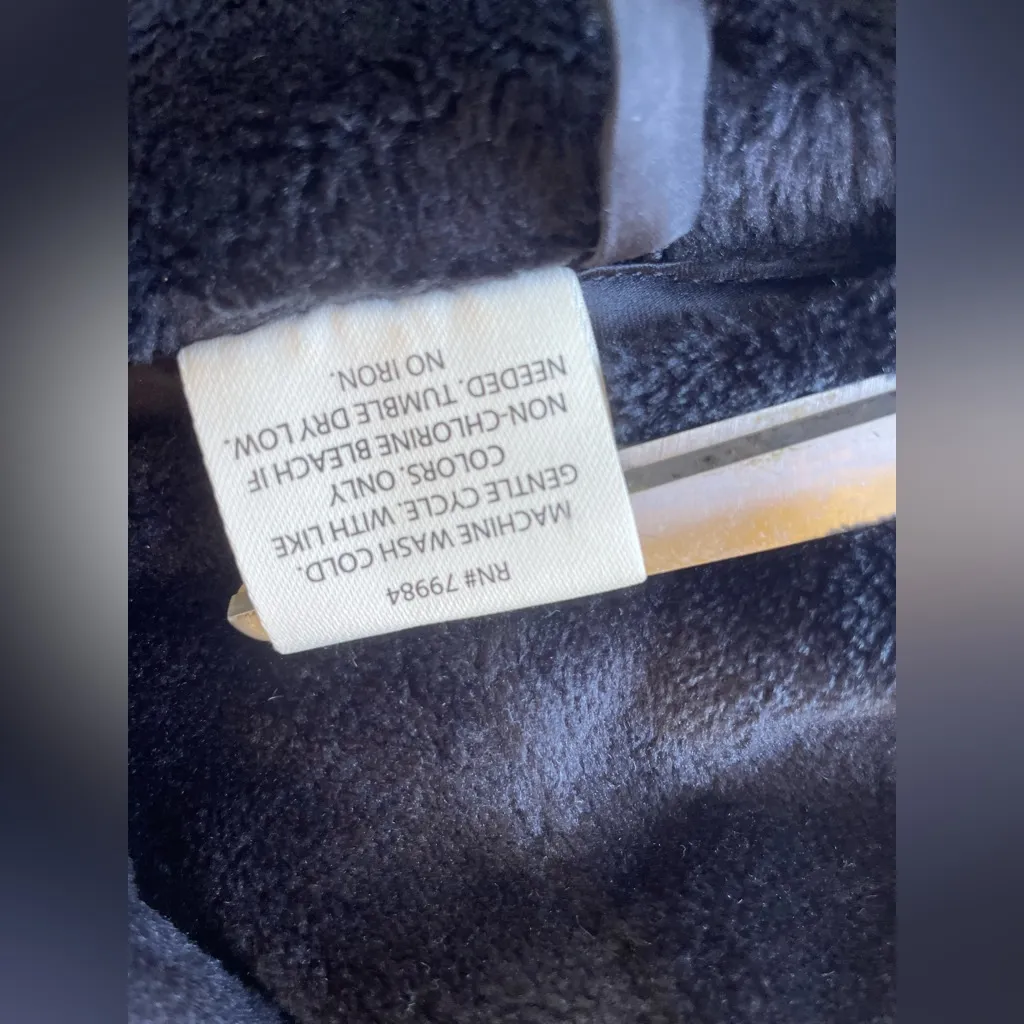 RN# 79984
MACHINE WASH COLD.
GENTLE CYCLE. WITH LIKE
COLORS. ONLY
NON-CHLORINE BLEACH IF
NEEDED. TUMBLE DRY LOW.
NO IRON.